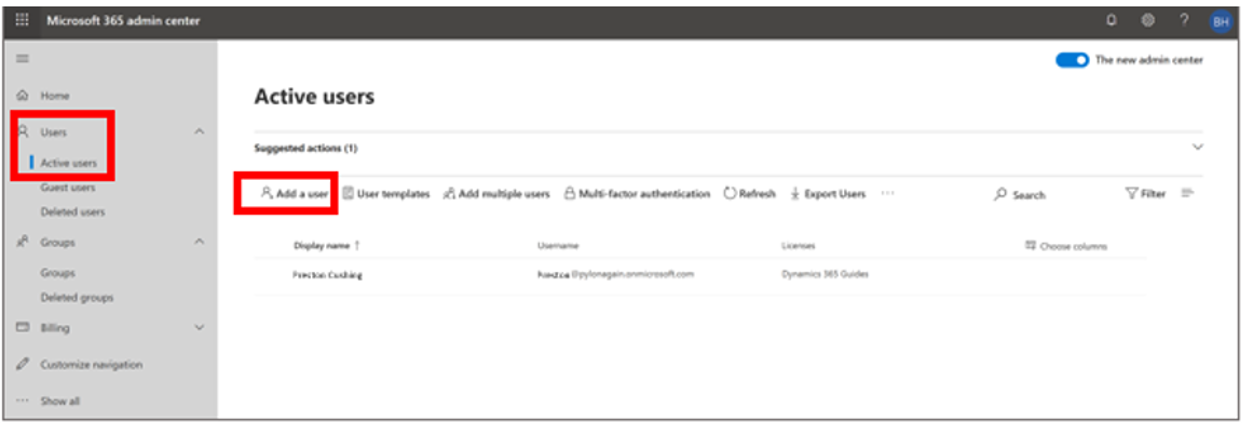 Microsoft 365 admin center
? BH
The new admin center
Home
Users
Active users
Guest users
Deleted users
Groups
Groups
Deleted groups
Billing
Customize navigation
Show all
Active users
Suggested actions (1)
Add a user User templates Add multiple users Multi-factor authentication Refresh Export Users Search Filter
Display name ↑ Username Licenses Choose columns
Preston Cushing Preston@pylonagain.onmicrosoft.com Dynamics 365 Guides